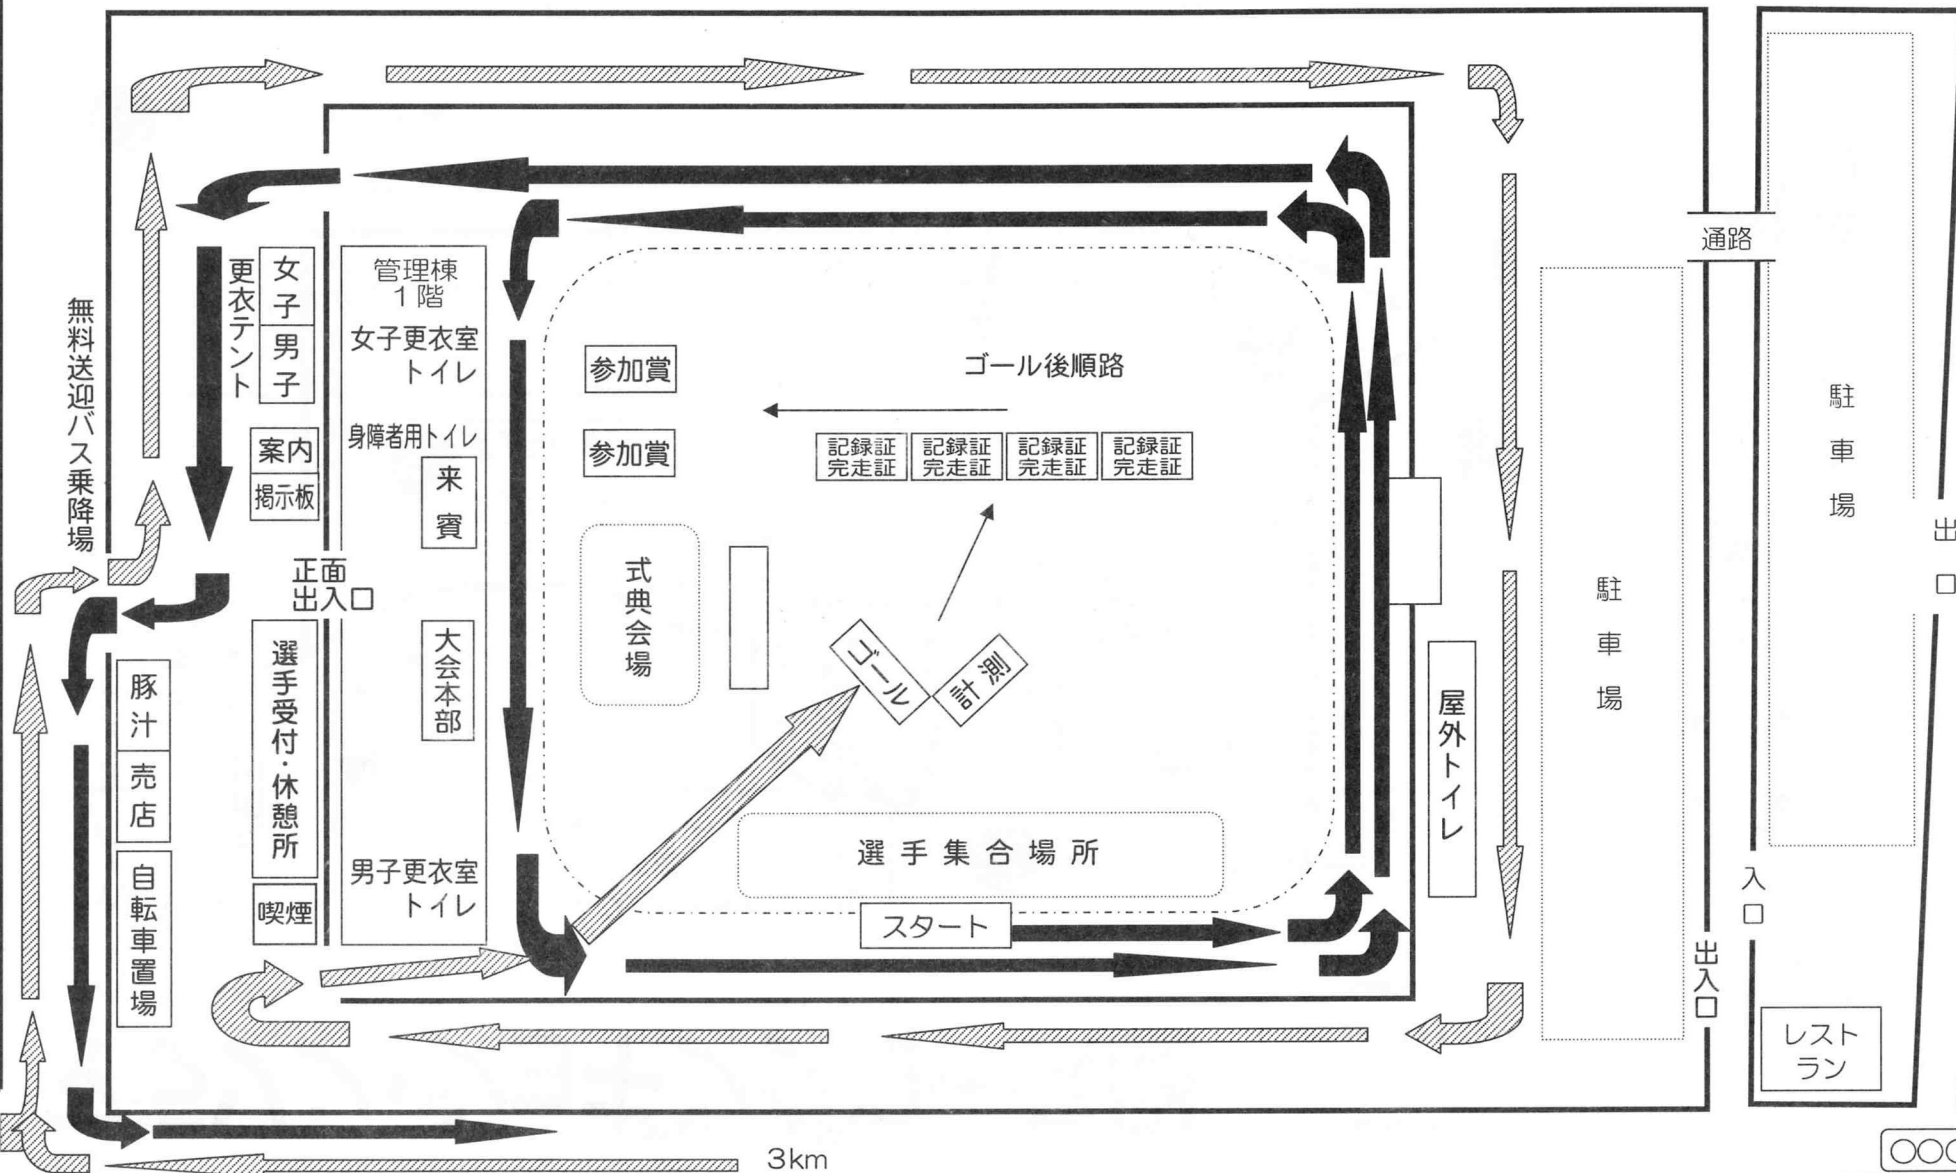 無料送迎バス乗降場
更衣テント
女子
男子
案内
掲示板
正面
出入口
選手受付・休憩所
喫煙
豚汁
売店
自転車置場
管理棟
1階
女子更衣室
トイレ
身障者用トイレ
来賓
大会本部
男子更衣室
トイレ
参加賞
参加賞
式典会場
ゴール後順路
記録証
完走証
記録証
完走証
記録証
完走証
記録証
完走証
ゴール
計測
選手集合場所
スタート
屋外トイレ
駐車場
通路
駐車場
出口
入口
出入口
レスト
ラン
3km